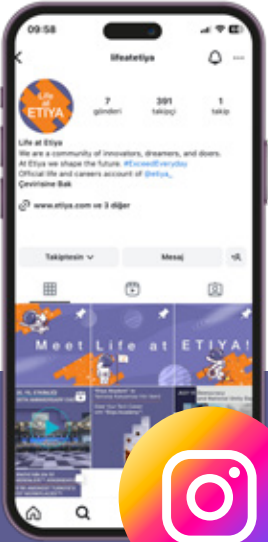 09:58
lifeatetiya
Life
at
ETIYA
7
391
1
gönderi
takipçi
takip
Life at Etiya
We are a community of innovators, dreamers, and doers.
At Etiya we shape the future. #ExceedEveryday
Official life and careers account of @etiya_
Çevirisine Bak
www.etiya.com ve 3 diğer
Takiptesin
Mesaj
Meet Life at ETIYA!